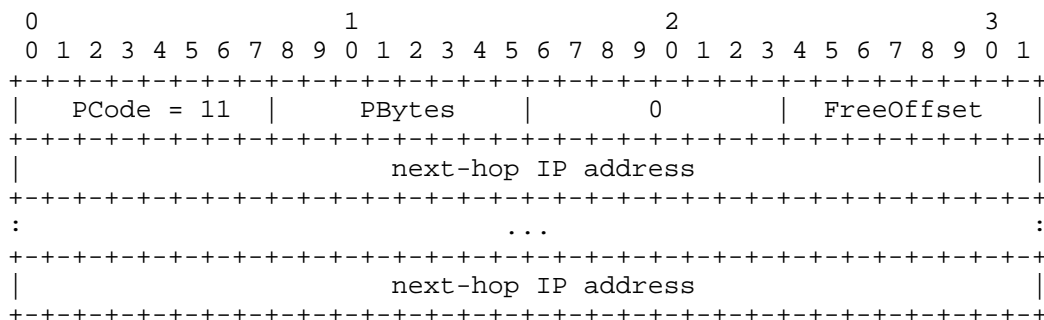 0                   1                   2                   3
 0 1 2 3 4 5 6 7 8 9 0 1 2 3 4 5 6 7 8 9 0 1 2 3 4 5 6 7 8 9 0 1
+-+-+-+-+-+-+-+-+-+-+-+-+-+-+-+-+-+-+-+-+-+-+-+-+-+-+-+-+-+-+-+-+
|   PCode = 11  |     PBytes    |       0       |  FreeOffset   |
+-+-+-+-+-+-+-+-+-+-+-+-+-+-+-+-+-+-+-+-+-+-+-+-+-+-+-+-+-+-+-+-+
|                       next-hop IP address                     |
+-+-+-+-+-+-+-+-+-+-+-+-+-+-+-+-+-+-+-+-+-+-+-+-+-+-+-+-+-+-+-+-+
:                              ...                              :
+-+-+-+-+-+-+-+-+-+-+-+-+-+-+-+-+-+-+-+-+-+-+-+-+-+-+-+-+-+-+-+-+
|                       next-hop IP address                     |
+-+-+-+-+-+-+-+-+-+-+-+-+-+-+-+-+-+-+-+-+-+-+-+-+-+-+-+-+-+-+-+-+